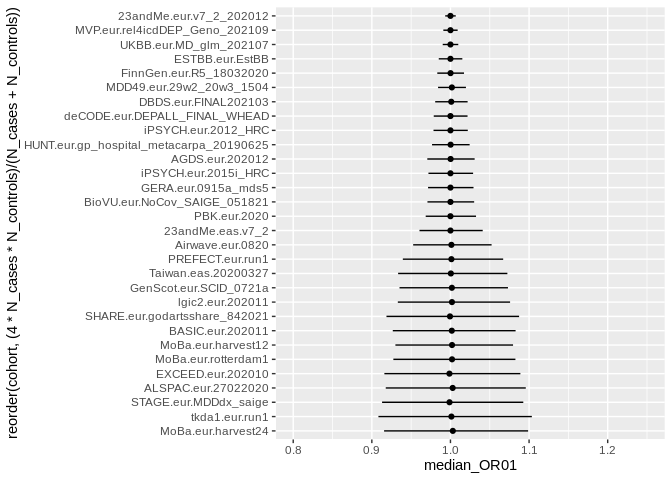 reorder(cohort, (4 * N_cases * N_controls)/(N_cases + N_controls))
23andMe.eur.v7_2_202012
MVP.eur.rel4icdDEP_Geno_202109
UKBB.eur.MD_glm_202107
ESTBB.eur.EstBB
FinnGen.eur.R5_18032020
MDD49.eur.29w2_20w3_1504
DBDS.eur.FINAL202103
deCODE.eur.DEPALL_FINAL_WHEAD
iPSYCH.eur.2012_HRC
HUNT.eur.gp_hospital_metacarpa_20190625
AGDS.eur.202012
iPSYCH.eur.2015i_HRC
GERA.eur.0915a_mds5
BioVU.eur.NoCov_SAIGE_051821
PBK.eur.2020
23andMe.eas.v7_2
Airwave.eur.0820
PREFECT.eur.run1
Taiwan.eas.20200327
GenScot.eur.SCID_0721a
lgic2.eur.202011
SHARE.eur.godartsshare_842021
BASIC.eur.202011
MoBa.eur.harvest12
MoBa.eur.rotterdam1
EXCEED.eur.202010
ALSPAC.eur.27022020
STAGE.eur.MDDdx_saige
tkda1.eur.run1
MoBa.eur.harvest24
0.8 0.9 1.0 1.1 1.2
median_OR01